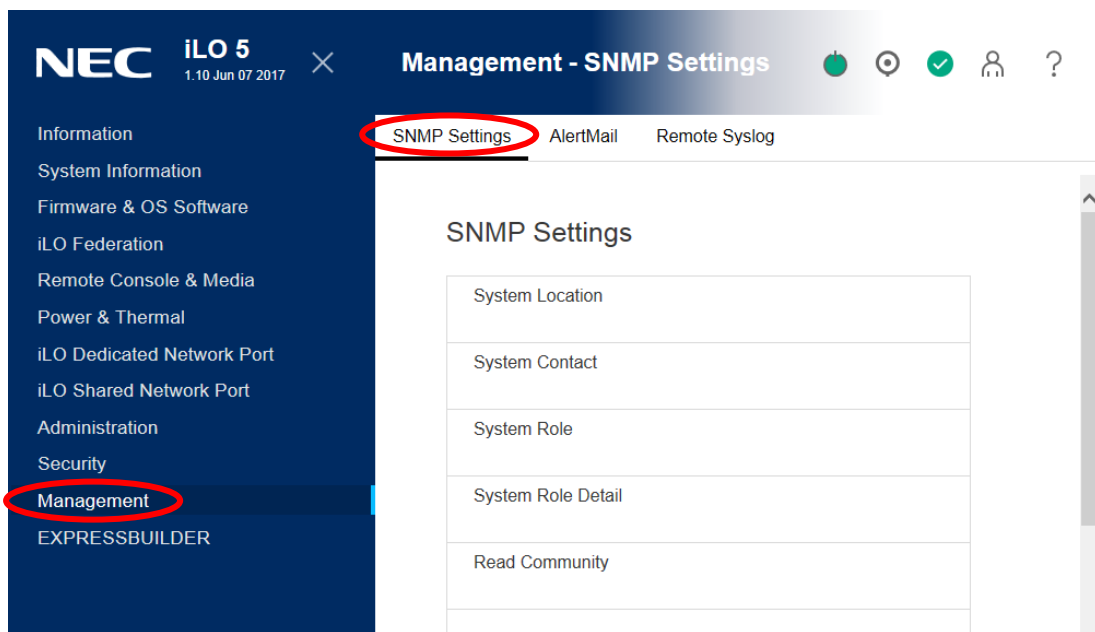 NEC
iLO 5
1.10 Jun 07 2017
Management - SNMP Settings
?
Information
System Information
Firmware & OS Software
iLO Federation
Remote Console & Media
Power & Thermal
iLO Dedicated Network Port
iLO Shared Network Port
Administration
Security
Management
EXPRESSBUILDER
SNMP Settings
AlertMail
Remote Syslog
SNMP Settings
System Location
System Contact
System Role
System Role Detail
Read Community